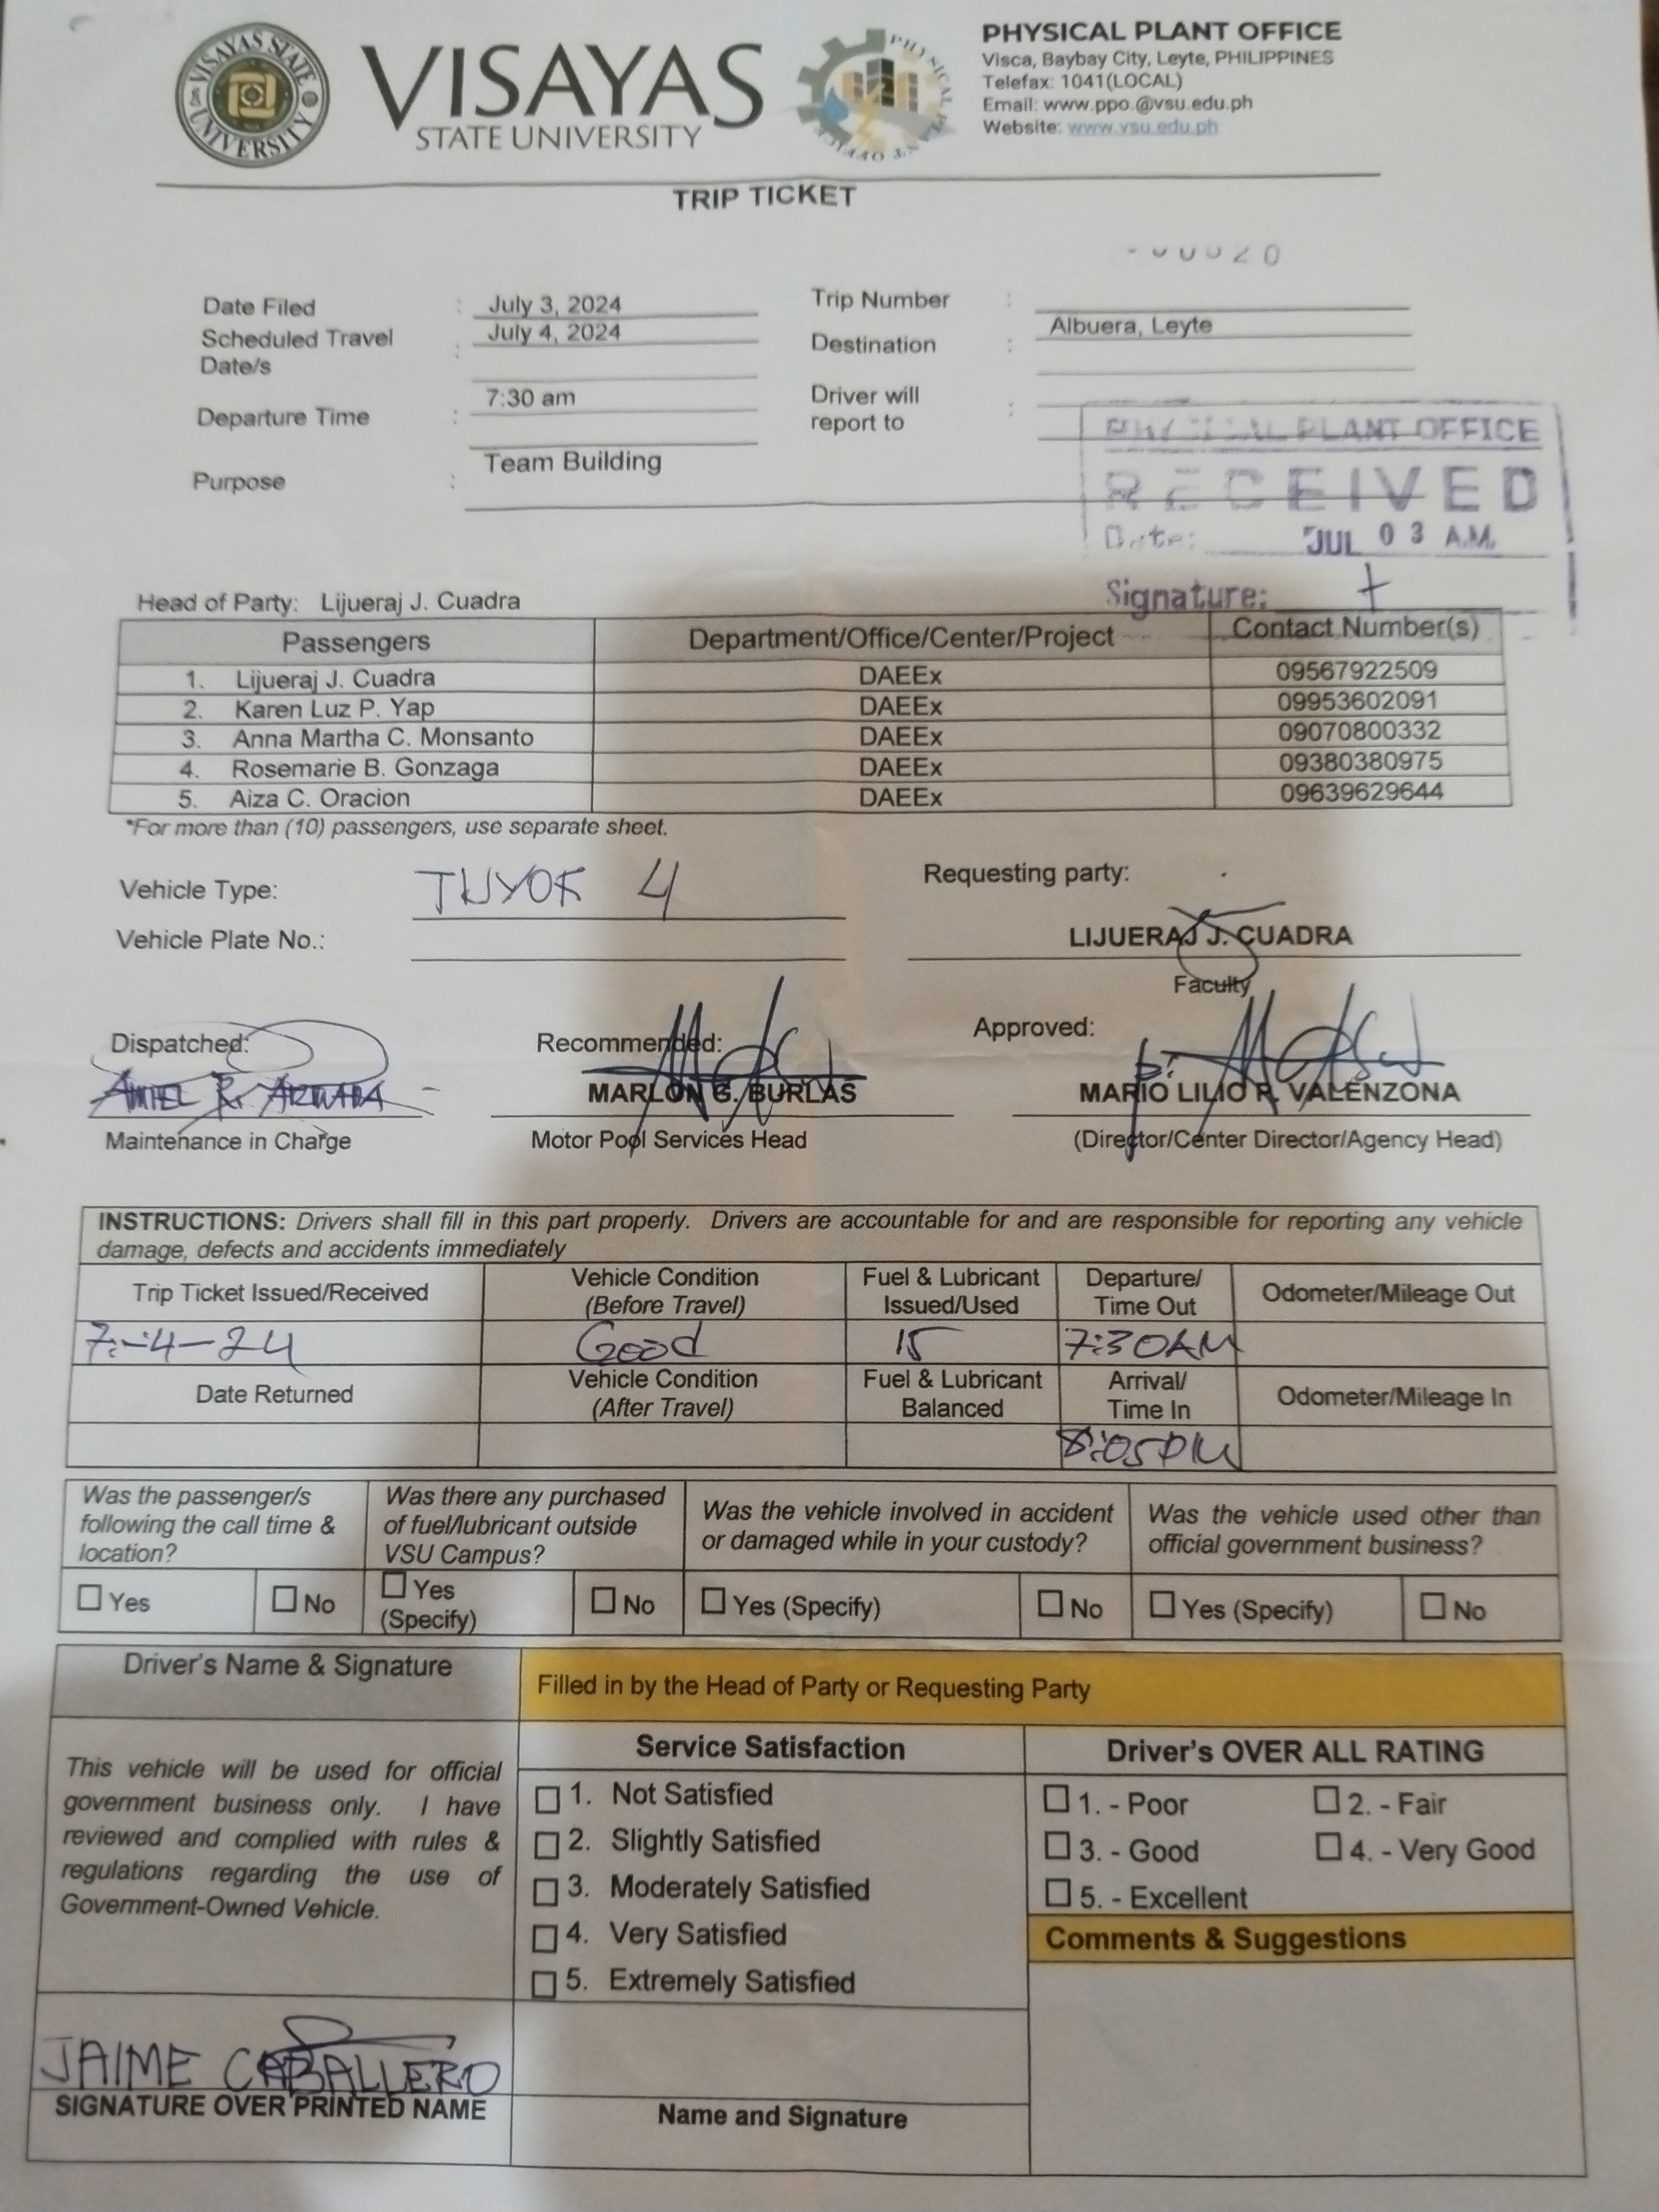 VISAYAS STATE UNIVERSITY
VISAYAS
STATE UNIVERSITY
PHYSICAL PLANT OFFICE
PHYSICAL PLANT OFFICE
Visca, Baybay City, Leyte, PHILIPPINES
Telefax: 1041(LOCAL)
Email: www.ppo.@vsu.edu.ph
Website: www.vsu.edu.ph
TRIP TICKET
Date Filed : July 3, 2024
Trip Number :
Scheduled Travel Date/s : July 4, 2024
Destination : Albuera, Leyte
Departure Time : 7:30 am
Driver will report to :
Purpose : Team Building
PHYSICAL PLANT OFFICE
RECEIVED
Date: JUL 03 A.M.
Signature:
Head of Party: Lijueraj J. Cuadra
Passengers Department/Office/Center/Project Contact Number(s)
1. Lijueraj J. Cuadra DAEEx 09567922509
2. Karen Luz P. Yap DAEEx 09953602091
3. Anna Martha C. Monsanto DAEEx 09070800332
4. Rosemarie B. Gonzaga DAEEx 09380380975
5. Aiza C. Oracion DAEEx 09639629644
*For more than (10) passengers, use separate sheet.
Vehicle Type: TUYOK 4
Requesting party:
Vehicle Plate No.:
LIJUERAJ J. CUADRA
Faculty
Dispatched: Recommended: Approved:
MARLON G. BURLAS MARIO LILIO R. VALENZONA
Maintenance in Charge Motor Pool Services Head (Director/Center Director/Agency Head)
INSTRUCTIONS: Drivers shall fill in this part properly. Drivers are accountable for and are responsible for reporting any vehicle
damage, defects and accidents immediately
Trip Ticket Issued/Received Vehicle Condition (Before Travel) Fuel & Lubricant Issued/Used Departure/ Time Out Odometer/Mileage Out
7-4-24 Good 15 7:30AM
Date Returned Vehicle Condition (After Travel) Fuel & Lubricant Balanced Arrival/ Time In Odometer/Mileage In
8:05PM
Was the passenger/s following the call time & location?
Was there any purchased of fuel/lubricant outside VSU Campus?
Was the vehicle involved in accident or damaged while in your custody?
Was the vehicle used other than official government business?
Yes No Yes (Specify) No Yes (Specify) No Yes (Specify) No
Driver's Name & Signature
Filled in by the Head of Party or Requesting Party
This vehicle will be used for official
government business only. I have
reviewed and complied with rules &
regulations regarding the use of
Government-Owned Vehicle.
Service Satisfaction
1. Not Satisfied
2. Slightly Satisfied
3. Moderately Satisfied
4. Very Satisfied
5. Extremely Satisfied
Driver's OVER ALL RATING
1. - Poor 2. - Fair
3. - Good 4. - Very Good
5. - Excellent
Comments & Suggestions
JAIME CABALLERO
SIGNATURE OVER PRINTED NAME
Name and Signature